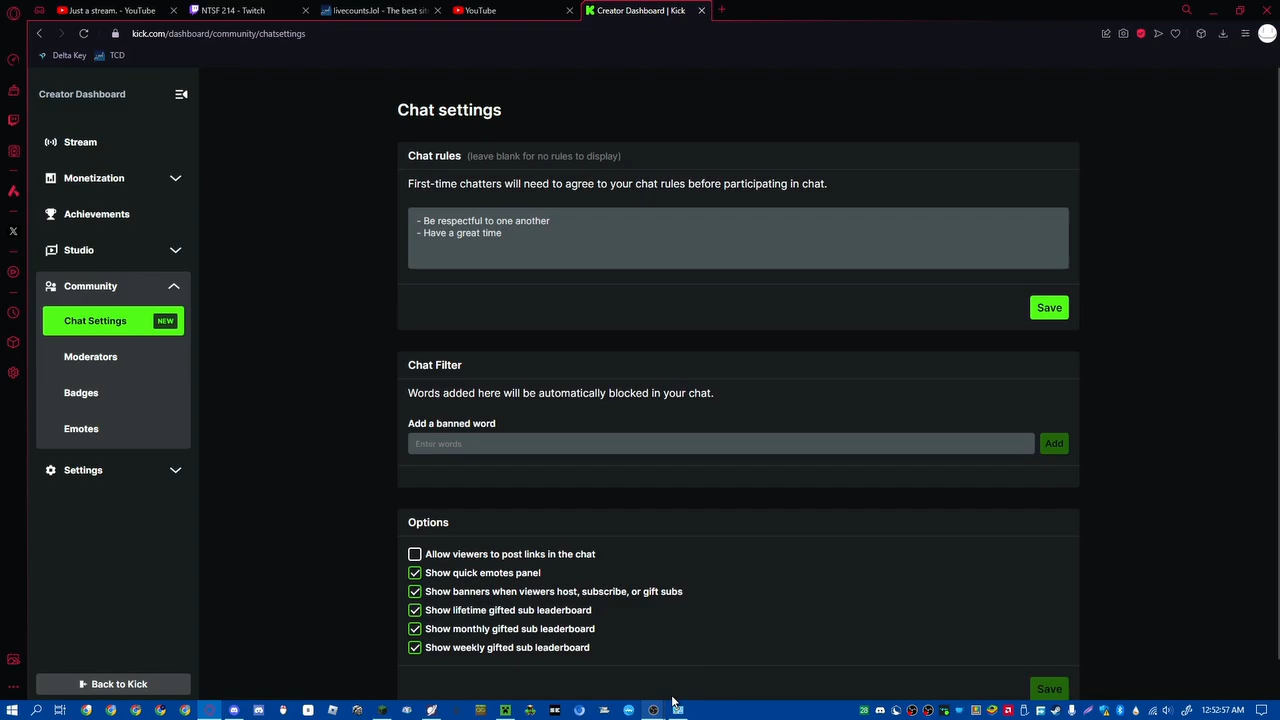 Just a stream. - YouTube
NTSF 214 - Twitch
livecounts.lol - The best sit
YouTube
Creator Dashboard | Kick
kick.com/dashboard/community/chatsettings
Delta Key
TCD
Creator Dashboard
Stream
Monetization
Achievements
Studio
Community
Chat Settings NEW
Moderators
Badges
Emotes
Settings
Back to Kick
Chat settings
Chat rules (leave blank for no rules to display)
First-time chatters will need to agree to your chat rules before participating in chat.
- Be respectful to one another
- Have a great time
Save
Chat Filter
Words added here will be automatically blocked in your chat.
Add a banned word
Enter words
Add
Options
Allow viewers to post links in the chat
Show quick emotes panel
Show banners when viewers host, subscribe, or gift subs
Show lifetime gifted sub leaderboard
Show monthly gifted sub leaderboard
Show weekly gifted sub leaderboard
Save
28
12:52:57 AM